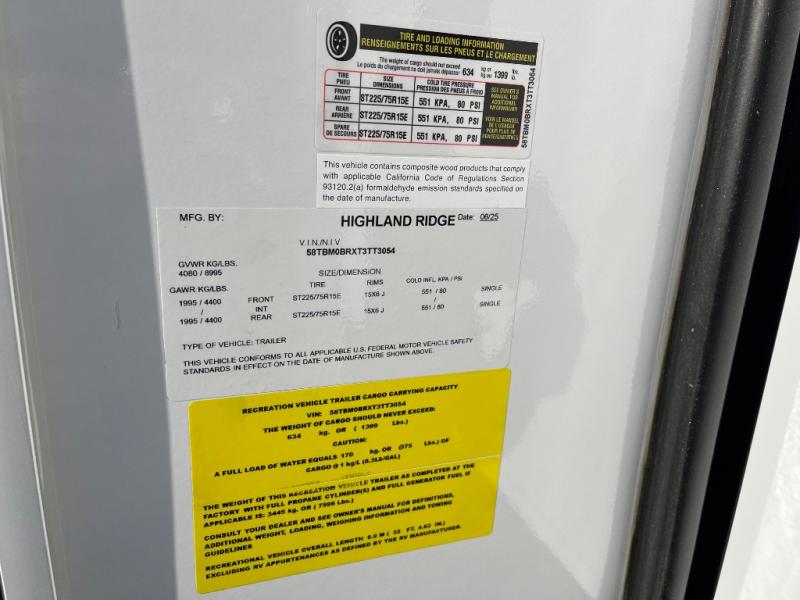 TIRE AND LOADING INFORMATION
RENSEIGNEMENTS SUR LES PNEUS ET LE CHARGEMENT
The weight of cargo should not exceed
Le poids du chargement ne doit jamais dépasser 634 kg or kg ou 1399 lbs. lb.
TIRE PNEU SIZE DIMENSIONS COLD TIRE PRESSURE PRESSION DES PNEUS À FROID
FRONT AVANT ST225/75R15E 551 KPA, 80 PSI
REAR ARRIÈRE ST225/75R15E 551 KPA, 80 PSI
SPARE DE SECOURS ST225/75R15E 551 KPA, 80 PSI
SEE OWNER'S MANUAL FOR ADDITIONAL INFORMATION
VOIR LE MANUEL DE L'USAGER POUR PLUS DE RENSEIGNEMENTS
58TBM0BRXT3TT3054
This vehicle contains composite wood products that comply
with applicable California Code of Regulations Section
93120.2(a) formaldehyde emission standards specified on
the date of manufacture.
MFG. BY: HIGHLAND RIDGE Date: 06/25
V.I.N./N.I.V
58TBM0BRXT3TT3054
GVWR KG/LBS.
4080 / 8995
SIZE/DIMENSION
GAWR KG/LBS. TIRE RIMS COLD INFL. KPA / PSI
1995 / 4400 FRONT ST225/75R15E 15X6 J 551 / 80 SINGLE
/ INT /
1995 / 4400 REAR ST225/75R15E 15X6 J 551 / 80 SINGLE
TYPE OF VEHICLE: TRAILER
THIS VEHICLE CONFORMS TO ALL APPLICABLE U.S. FEDERAL MOTOR VEHICLE SAFETY
STANDARDS IN EFFECT ON THE DATE OF MANUFACTURE SHOWN ABOVE.
RECREATION VEHICLE TRAILER CARGO CARRYING CAPACITY
VIN: 58TBM0BRXT3TT3054
THE WEIGHT OF CARGO SHOULD NEVER EXCEED:
634 kg. OR ( 1399 Lbs.)
CAUTION:
A FULL LOAD OF WATER EQUALS 170 kg. OR (375 Lbs.) OF
CARGO @ 1 kg/L (8.3Lb/GAL)
THE WEIGHT OF THIS RECREATION VEHICLE TRAILER AS COMPLETED AT THE
FACTORY WITH FULL PROPANE CYLINDER(S) AND FULL GENERATOR FUEL IF
APPLICABLE IS: 3445 kg. OR ( 7596 Lbs.)
CONSULT YOUR DEALER AND SEE OWNER'S MANUAL FOR DEFINITIONS,
ADDITIONAL WEIGHT, LOADING, WEIGHING INFORMATION AND TOWING
GUIDELINES
RECREATIONAL VEHICLE OVERALL LENGTH 9.9 M ( 32 FT. 4.63 IN.)
EXCLUDING RV APPURTENANCES AS DEFINED BY THE RV MANUFACTURER.